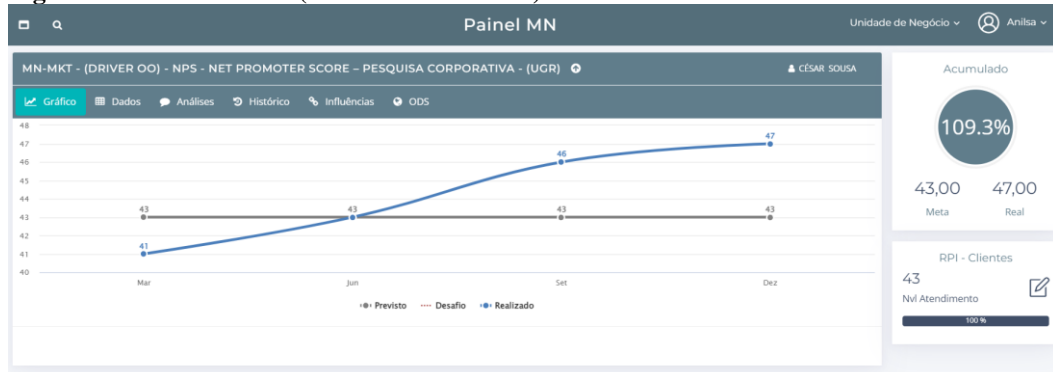 Painel MN
Unidade de Negócio
Anilsa
MN-MKT - (DRIVER OO) - NPS - NET PROMOTER SCORE – PESQUISA CORPORATIVA - (UGR)
CÉSAR SOUSA
Gráfico Dados Análises Histórico Influências ODS
48
47
46
45
44
43
42
41
40
43 43 43 43
41 46 47
Mar Jun Set Dez
Previsto Desafio Realizado
Acumulado
109.3%
43,00 47,00
Meta Real
RPI - Clientes
43
Nvl Atendimento
100 %